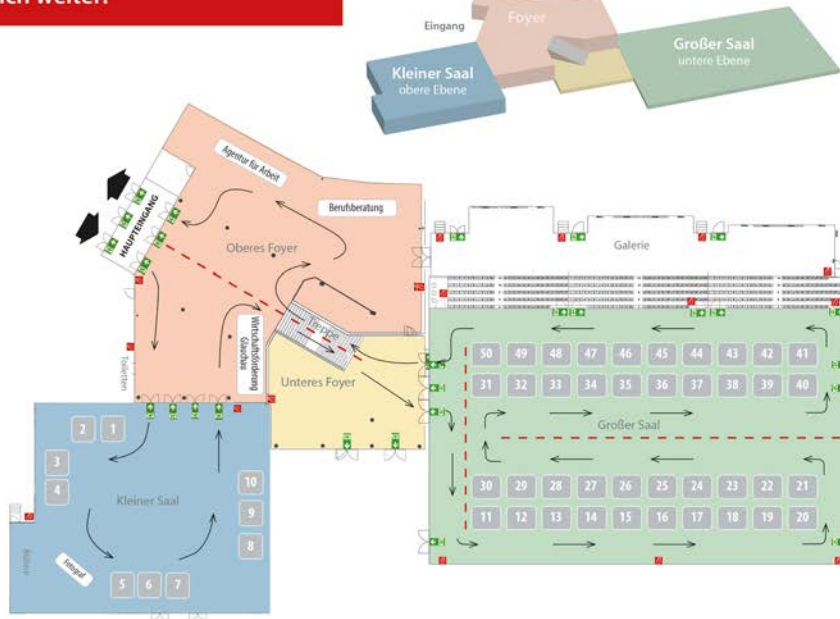 Eingang
Foyer
Kleiner Saal
obere Ebene
Großer Saal
untere Ebene
Agentur für Arbeit
Berufsberatung
HAUPTEINGANG
Oberes Foyer
Galerie
Treppe
Wirtschaftsförderung
Glauchau
Toiletten
Unteres Foyer
50 49 48 47 46 45 44 43 42 41
31 32 33 34 35 36 37 38 39 40
Großer Saal
30 29 28 27 26 25 24 23 22 21
11 12 13 14 15 16 17 18 19 20
2 1
3
4
Kleiner Saal
10
9
8
Bühne
Fotograf
5 6 7